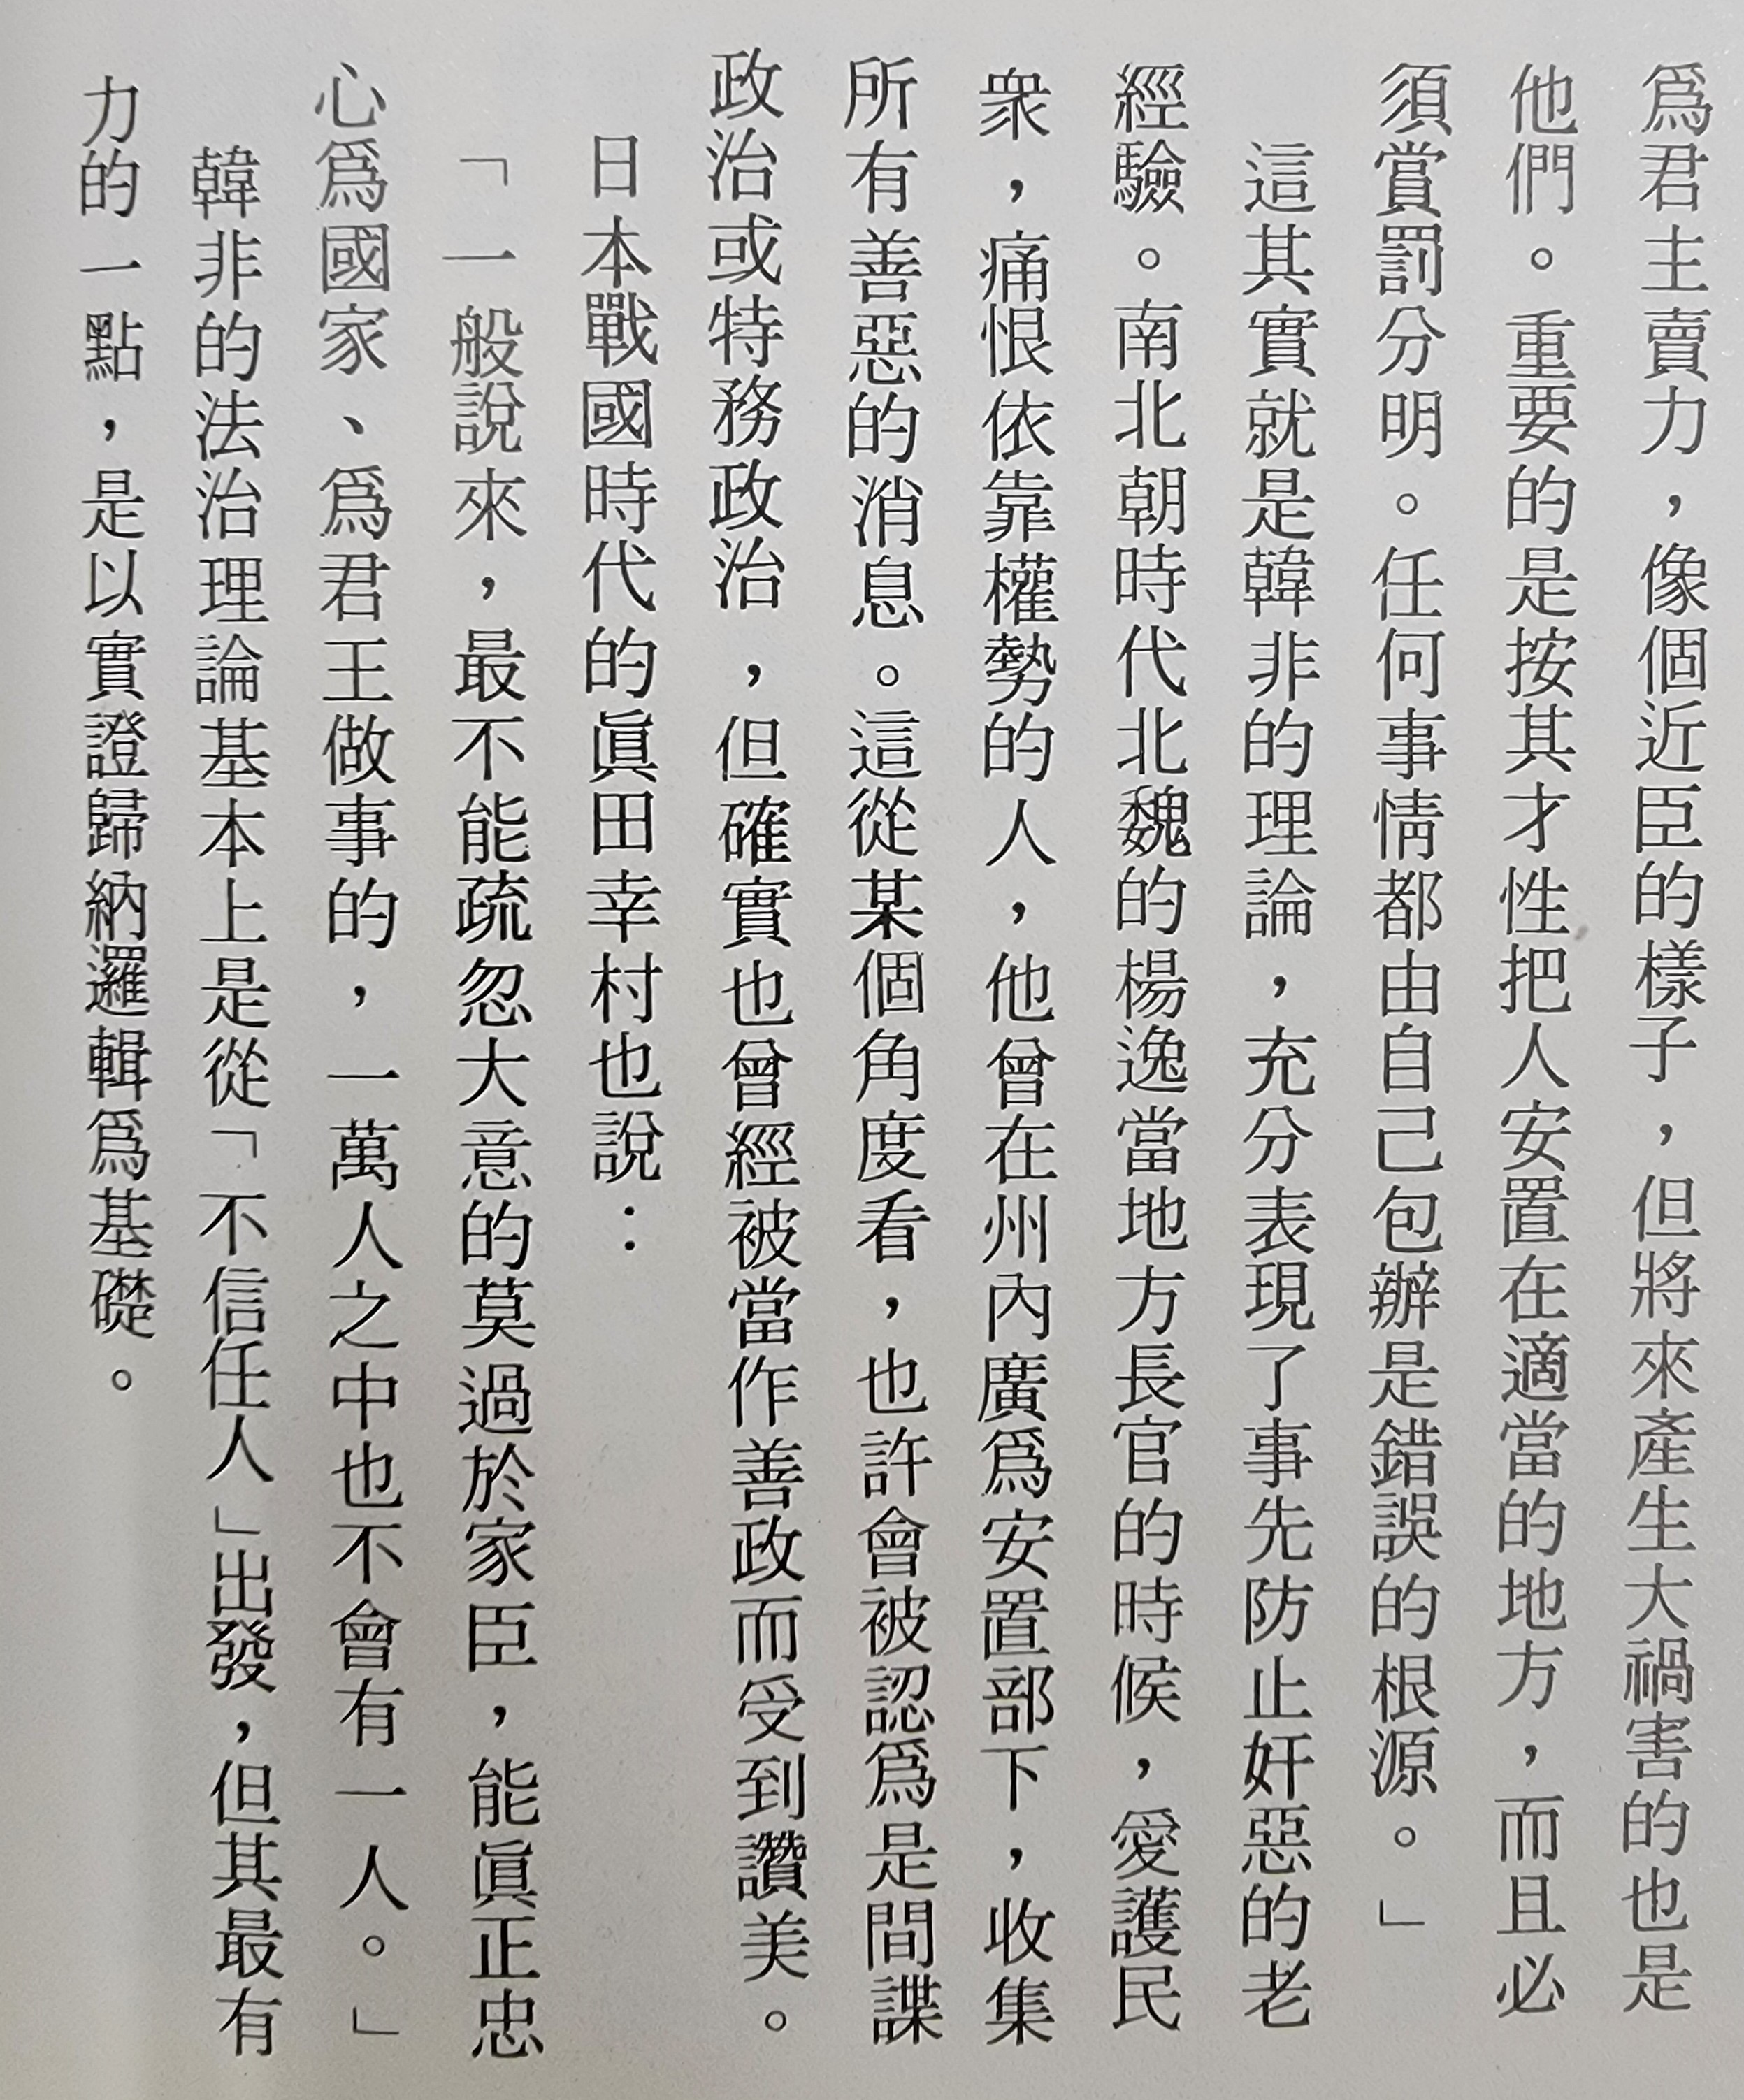 爲君主賣力，像個近臣的樣子，但將來產生大禍害的也是
他們。重要的是按其才性把人安置在適當的地方，而且必
須賞罰分明。任何事情都由自己包辦是錯誤的根源。」
這其實就是韓非的理論，充分表現了事先防止奸惡的老
經驗。南北朝時代北魏的楊逸當地方長官的時候，愛護民
衆，痛恨依靠權勢的人，他曾在州內廣爲安置部下，收集
所有善惡的消息。這從某個角度看，也許會被認爲是間諜
政治或特務政治，但確實也曾經被當作善政而受到讚美。
日本戰國時代的眞田幸村也說：
「一般說來，最不能疏忽大意的莫過於家臣，能眞正忠
心爲國家、爲君王做事的，一萬人之中也不會有一人。」
韓非的法治理論基本上是從「不信任人」出發，但其最有
力的一點，是以實證歸納邏輯爲基礎。